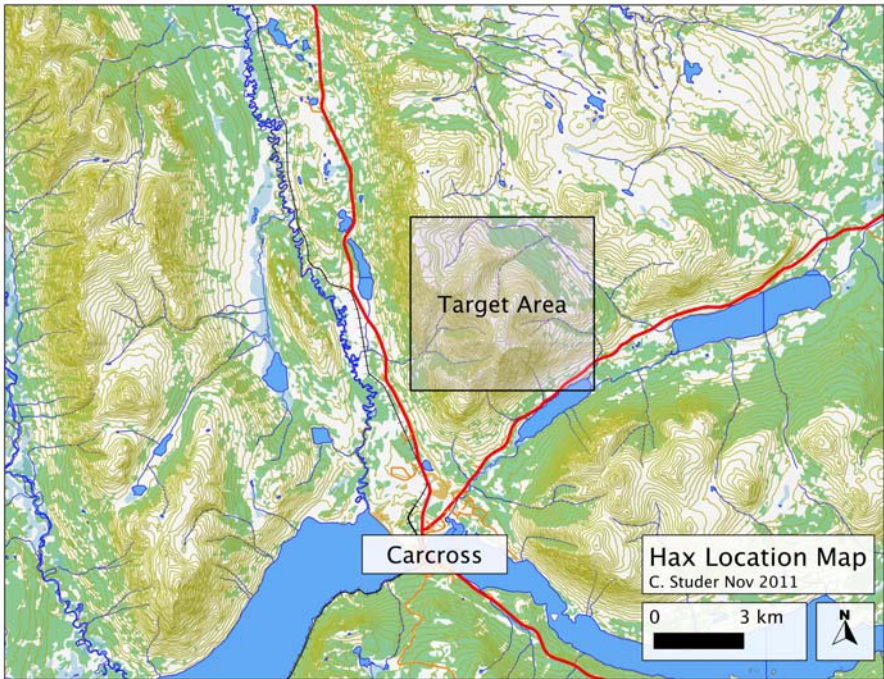 Target Area
Carcross
Hax Location Map
C. Studer Nov 2011
0 3 km
N